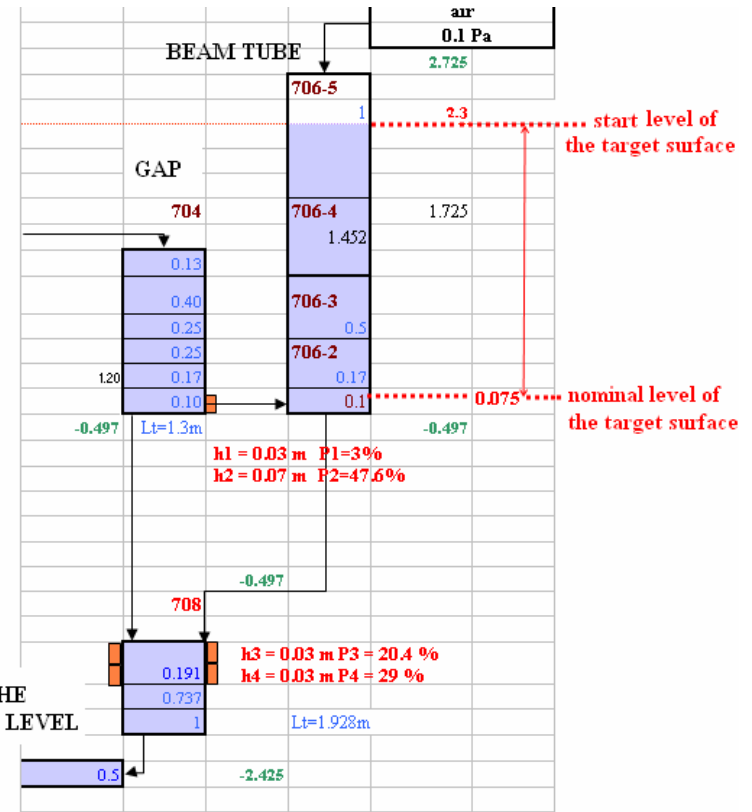 air
0.1 Pa
BEAM TUBE
2.725
706-5
1
2.3
start level of
the target surface
GAP
704
706-4
1.725
1.452
0.13
0.40
706-3
0.25
0.5
0.25
706-2
1.20
0.17
0.17
0.10
0.1
0.075
nominal level of
the target surface
-0.497
Lt=1.3m
-0.497
h1 = 0.03 m P1=3%
h2 = 0.07 m P2=47.6%
-0.497
708
h3 = 0.03 m P3 = 20.4 %
0.191
h4 = 0.03 m P4 = 29 %
HE
0.737
LEVEL
1
Lt=1.928m
0.5
-2.425